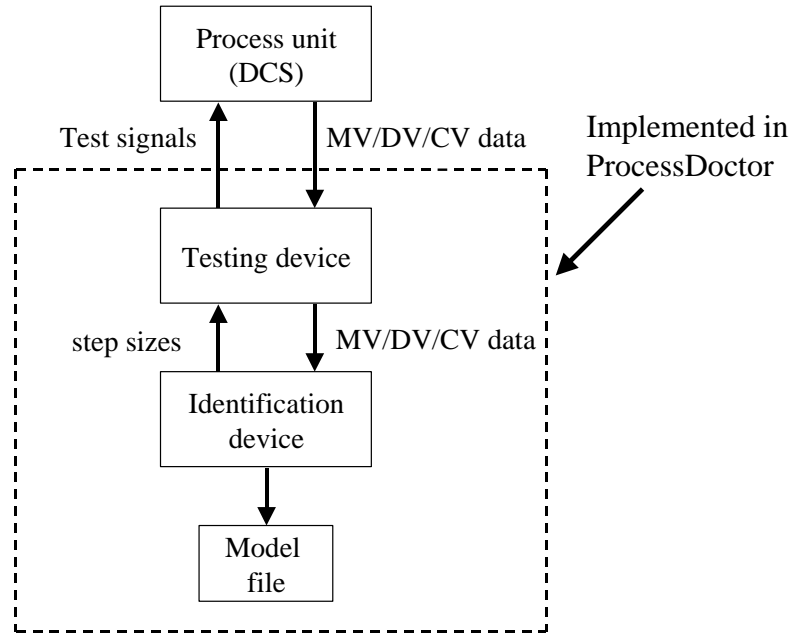 Process unit
(DCS)
Test signals
MV/DV/CV data
Implemented in
ProcessDoctor
Testing device
step sizes
MV/DV/CV data
Identification
device
Model
file